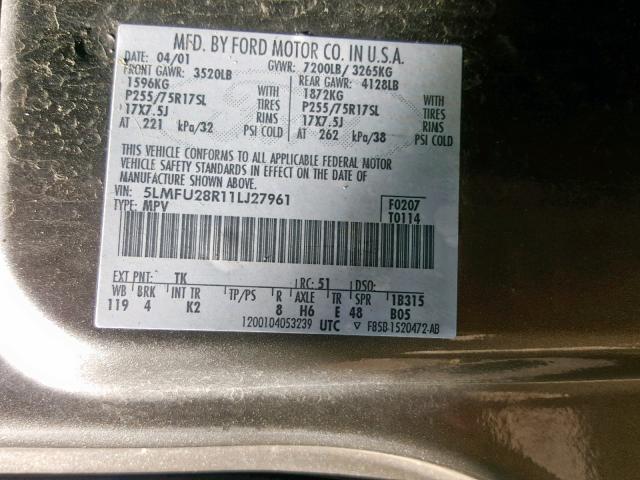 MFD. BY FORD MOTOR CO. IN U.S.A.
DATE: 04/01 GVWR: 7200LB/ 3265KG
FRONT GAWR: 3520LB REAR GAWR: 4128LB
1596KG WITH 1872KG WITH
P255/75R17SL TIRES P255/75R17SL TIRES
17X7.5J RIMS 17X7.5J RIMS
AT 221 kPa/32 PSI COLD AT 262 kPa/38 PSI COLD
THIS VEHICLE CONFORMS TO ALL APPLICABLE FEDERAL MOTOR
VEHICLE SAFETY STANDARDS IN EFFECT ON THE DATE OF
MANUFACTURE SHOWN ABOVE.
VIN: 5LMFU28R11LJ27961 F0207
TYPE: MPV T0114
EXT PNT: TK RC: 51 DSO:
WB BRK INT TR TP/PS R AXLE TR SPR 1B315
119 4 K2 8 H6 E 48 B05
1200104053239 UTC ▽ F85B-1520472-AB